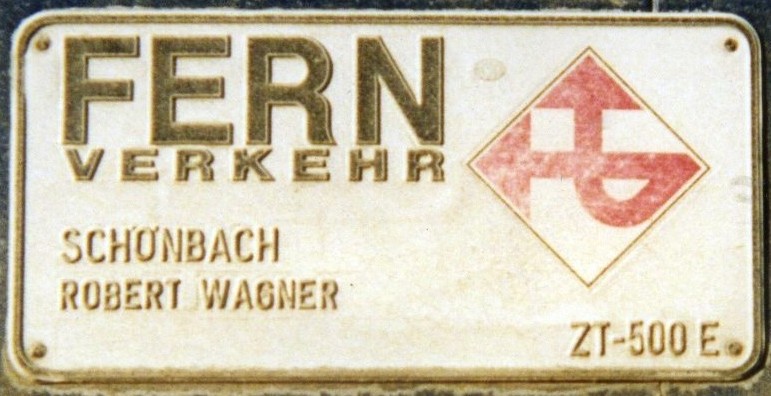 FERN
VERKEHR
SCHÖNBACH
ROBERT WAGNER
ZT-500 E